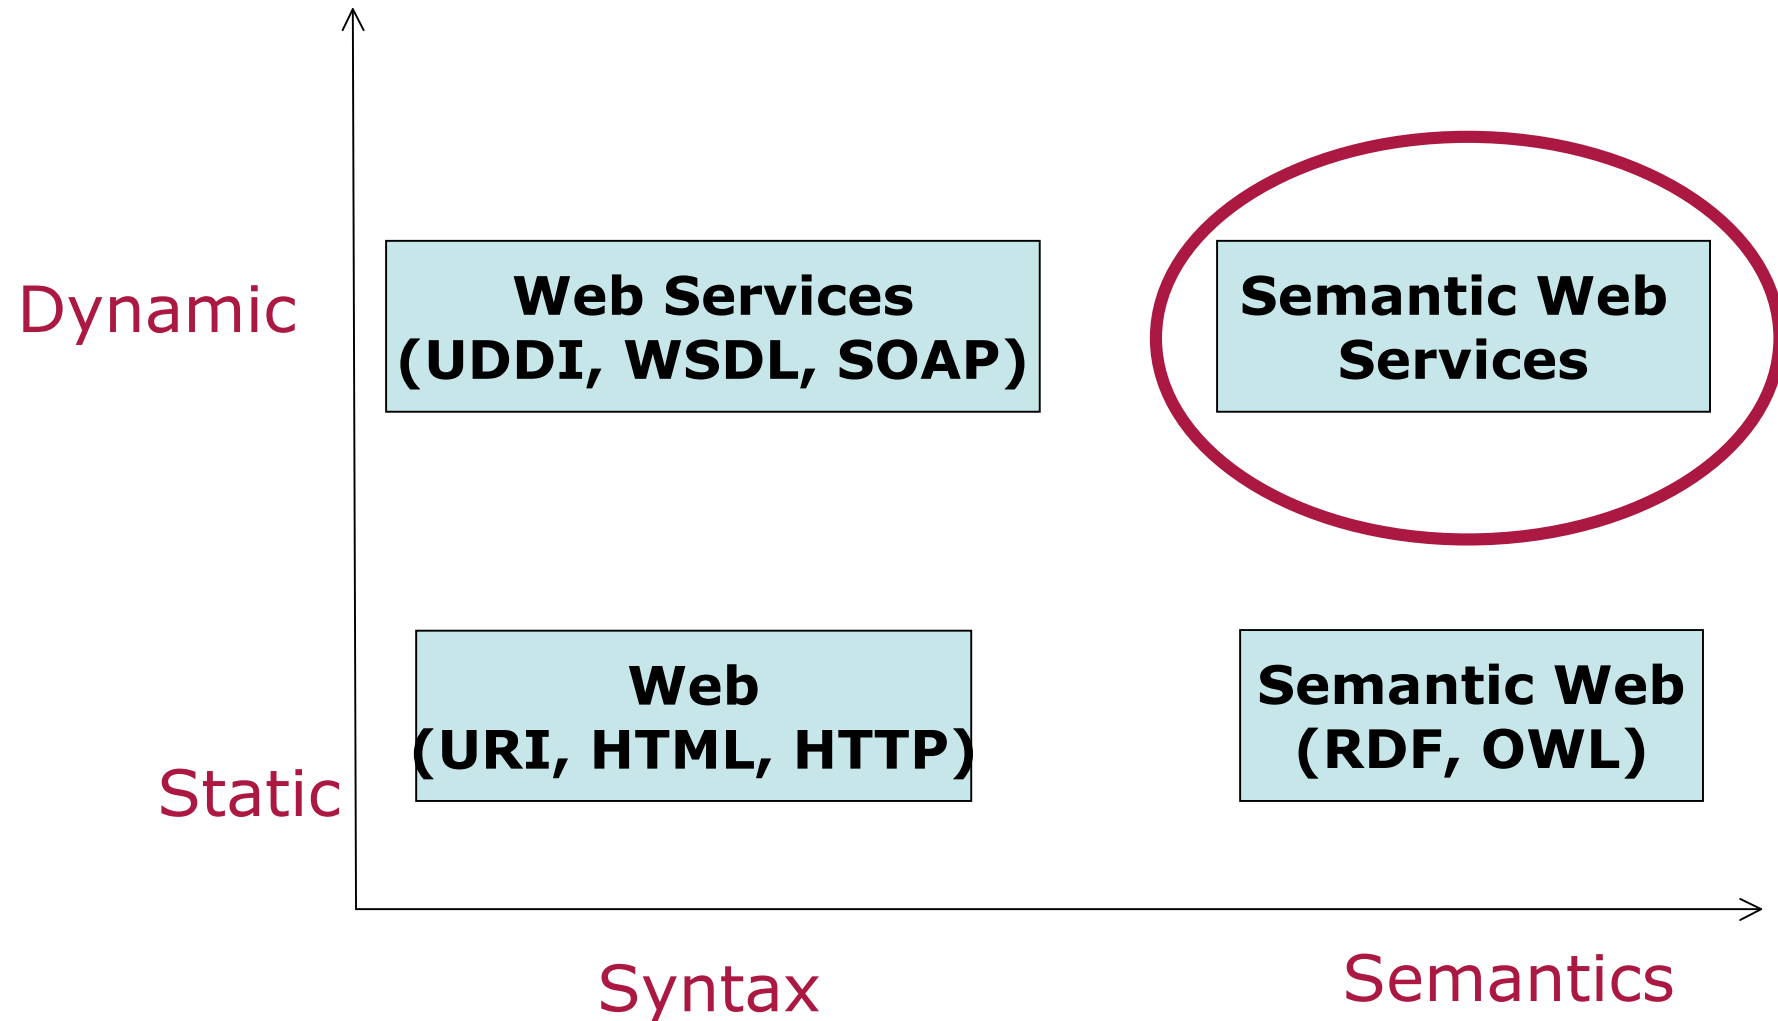 Dynamic
Web Services
(UDDI, WSDL, SOAP)
Semantic Web
Services
Static
Web
(URI, HTML, HTTP)
Semantic Web
(RDF, OWL)
Syntax
Semantics